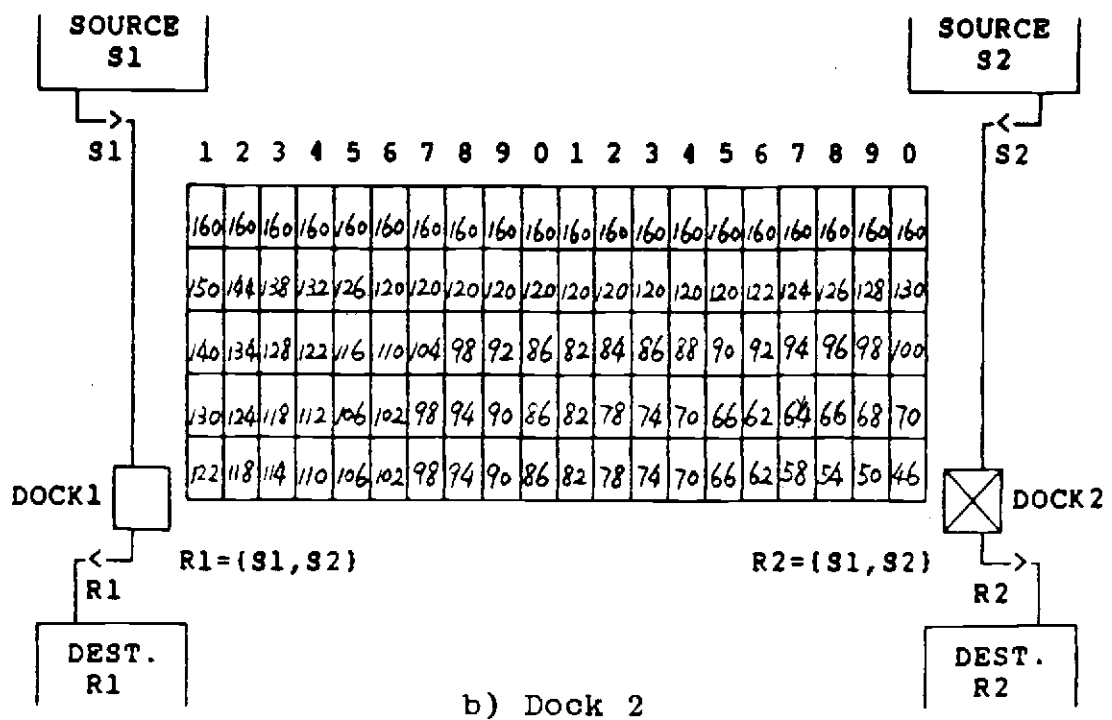 SOURCE SOURCE
S1 S2
S1 1 2 3 4 5 6 7 8 9 0 1 2 3 4 5 6 7 8 9 0 S2
160 160 160 160 160 160 160 160 160 160 160 160 160 160 160 160 160 160 160 160
150 144 138 132 126 120 120 120 120 120 120 120 120 120 120 122 124 126 128 130
140 134 128 122 116 110 104 98 92 86 82 84 86 88 90 92 94 96 98 100
130 124 118 112 106 102 98 94 90 86 82 78 74 70 66 62 64 66 68 70
122 118 114 110 106 102 98 94 90 86 82 78 74 70 66 62 58 54 50 46
DOCK1 DOCK2
R1={S1,S2} R2={S1,S2}
R1 R2
DEST. DEST.
R1 R2
b) Dock 2